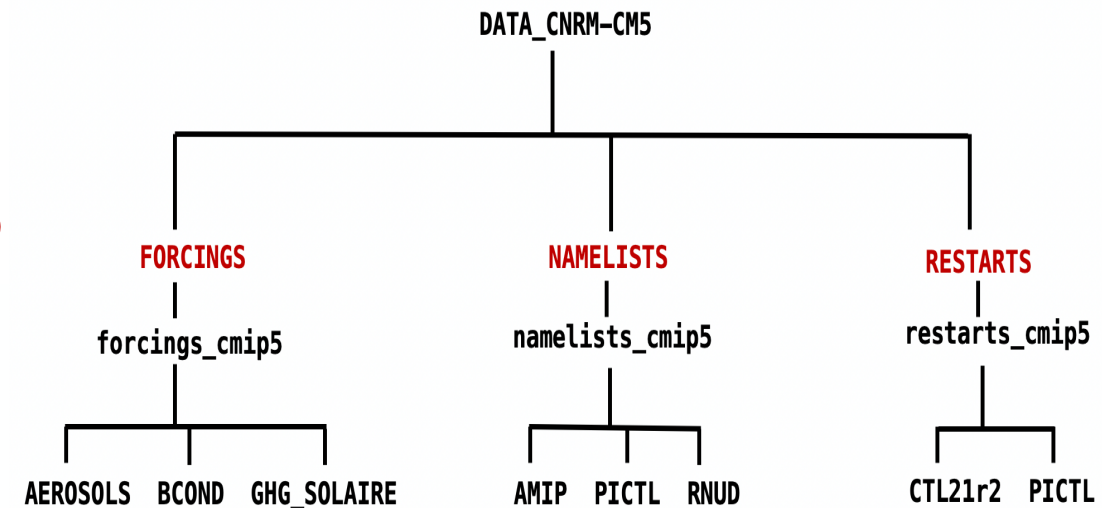 DATA_CNRM-CM5
FORCINGS NAMELISTS RESTARTS
forcings_cmip5 namelists_cmip5 restarts_cmip5
AEROSOLS BCOND GHG_SOLAIRE AMIP PICTL RNUD CTL21r2 PICTL